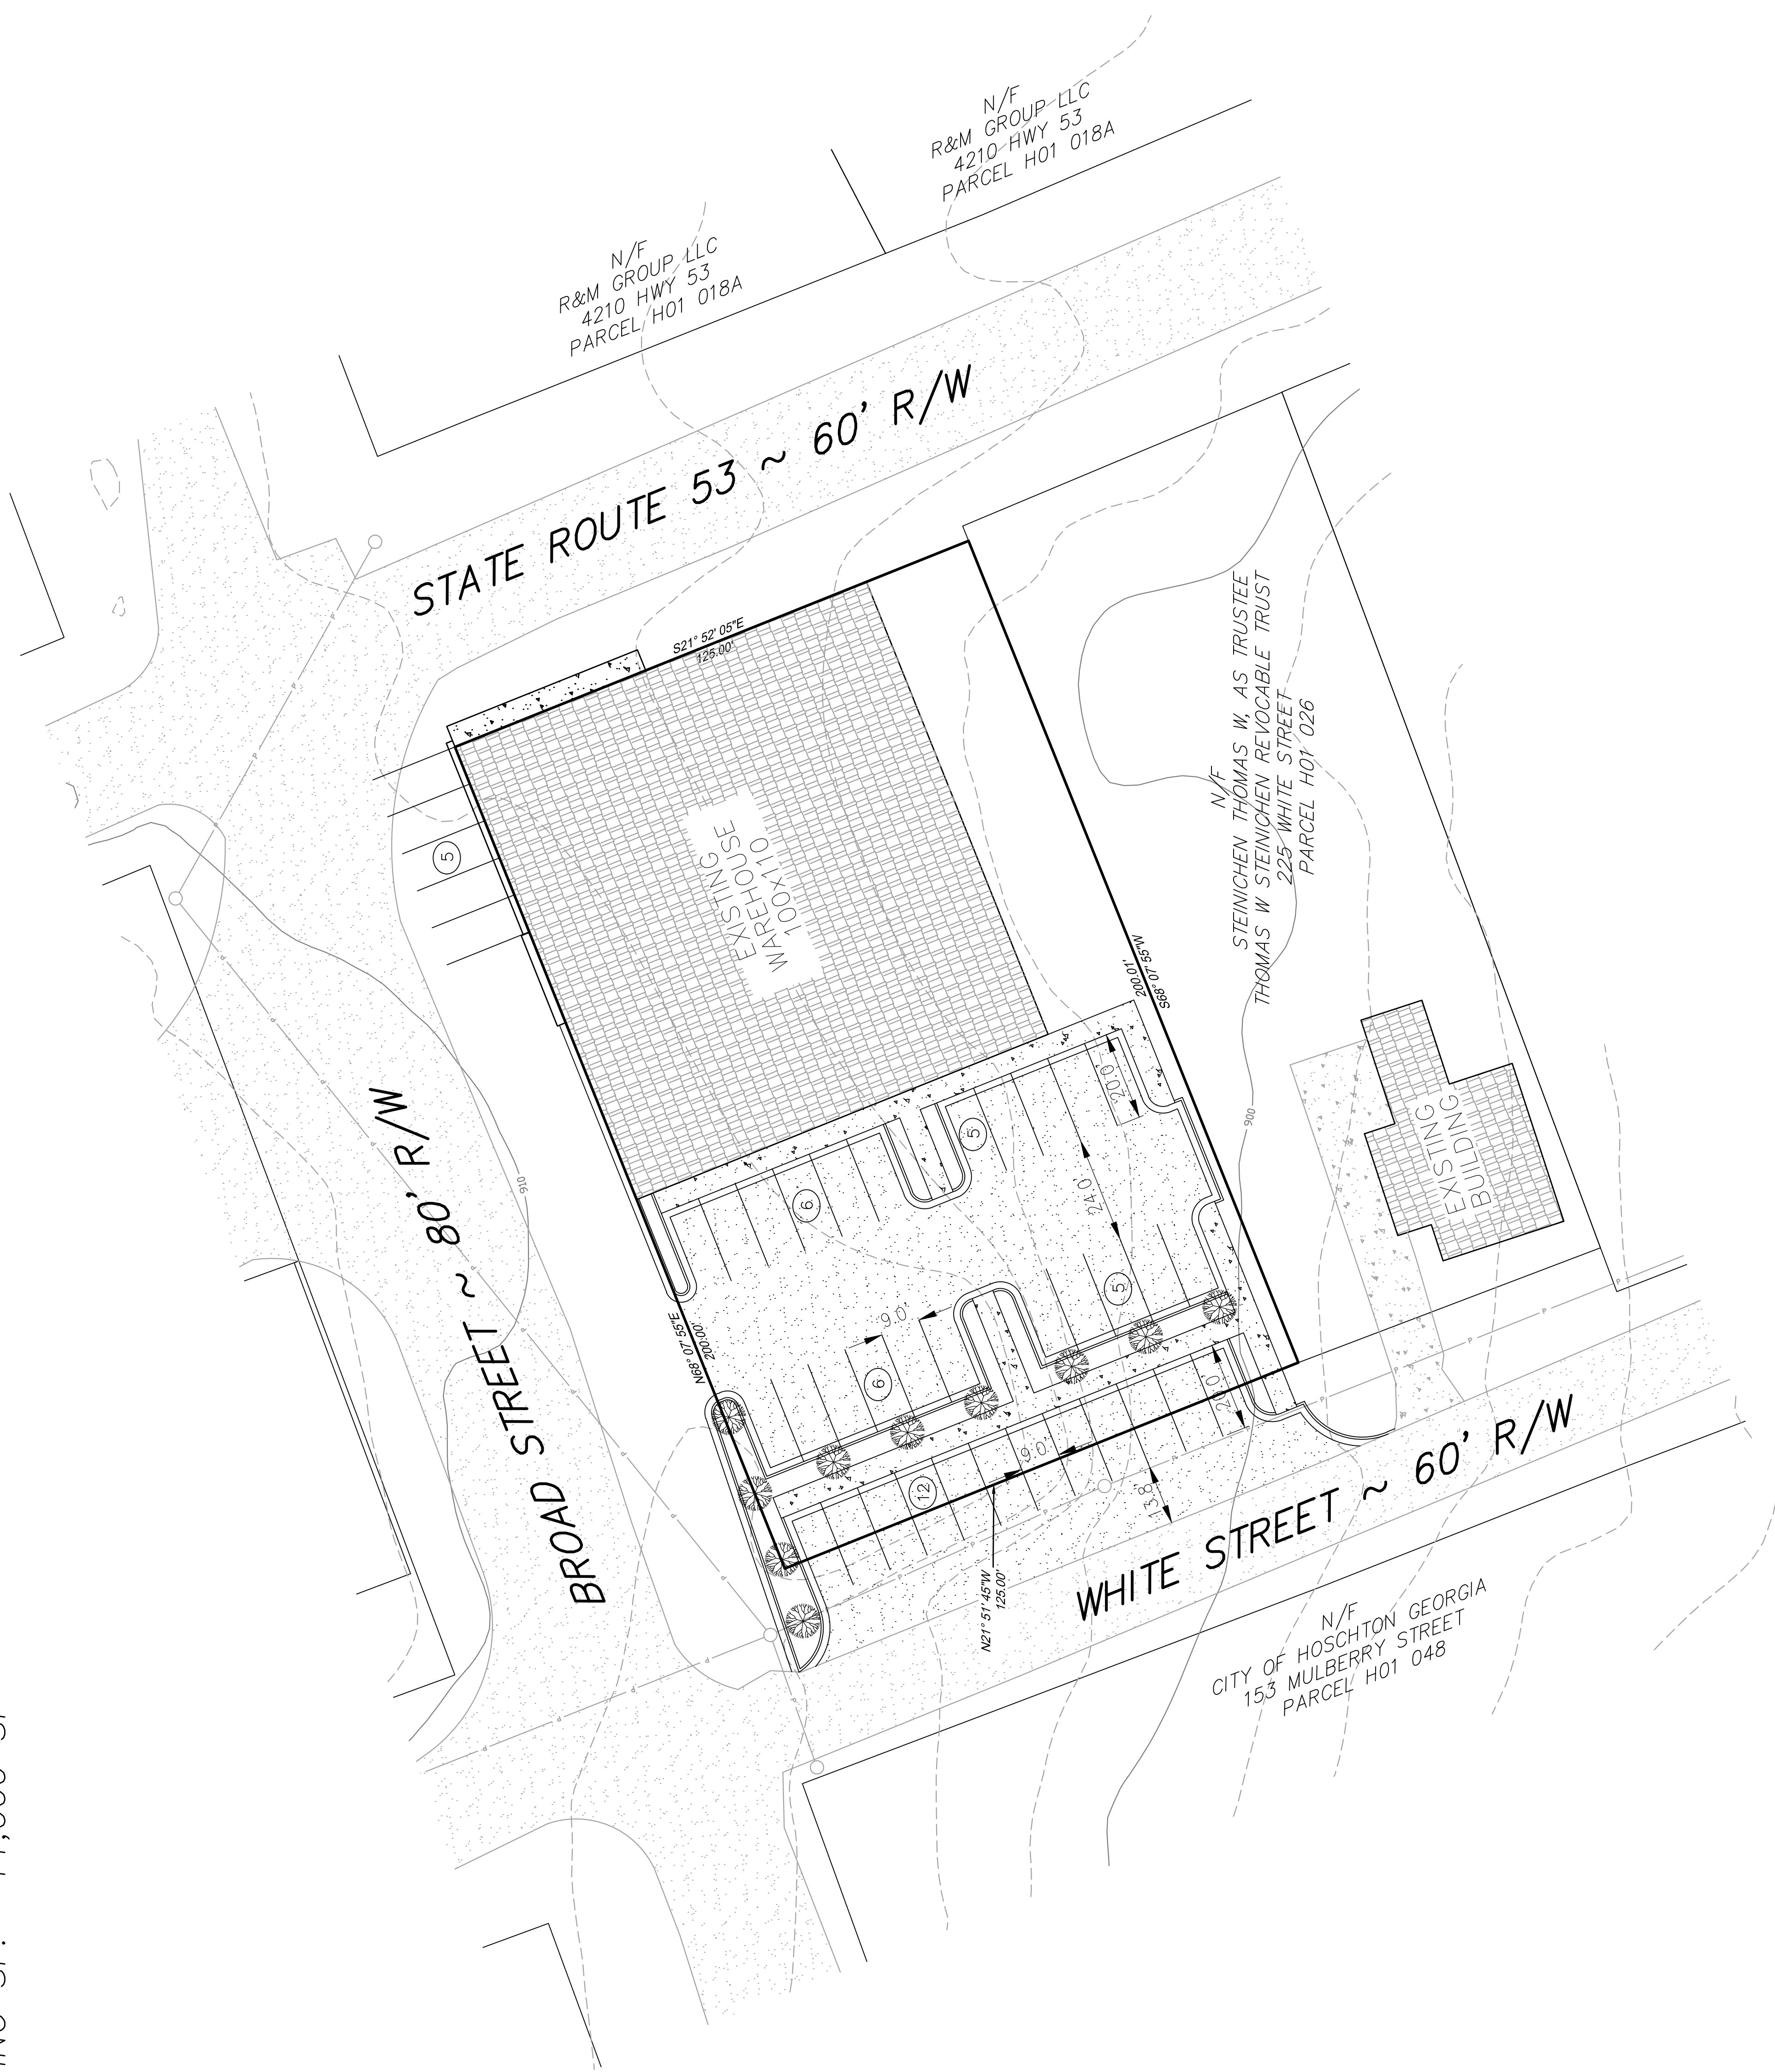 N/F
R&M GROUP LLC
4210 HWY 53
PARCEL H01 018A
N/F
R&M GROUP LLC
4210 HWY 53
PARCEL H01 018A
STATE ROUTE 53 ~ 60' R/W
S21° 52' 05"E
125.00'
5
EXISTING
WAREHOUSE
100x110
N/F
STEINICHEN THOMAS W, AS TRUSTEE
THOMAS W STEINICHEN REVOCABLE TRUST
225 WHITE STREET
PARCEL H01 026
200.01'
S68° 07' 55"W
20.0'
5
6
24.0'
900
910
BROAD STREET ~ 80' R/W
EXISTING
BUILDING
N68° 07' 55"E
200.00'
9.0'
6
5
20.0'
9.0'
12
13.8'
N21° 51' 45"W
125.00'
WHITE STREET ~ 60' R/W
N/F
CITY OF HOSCHTON GEORGIA
153 MULBERRY STREET
PARCEL H01 048